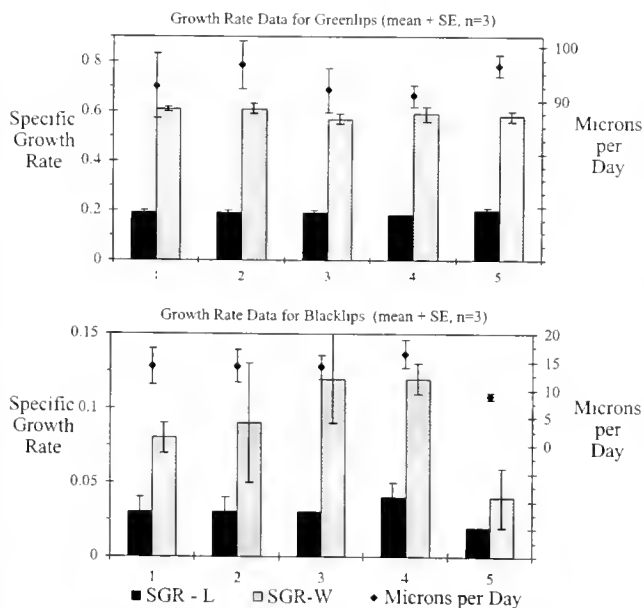 Growth Rate Data for Greenlips (mean + SE, n=3)
Specific Growth Rate
0.8
0.6
0.4
0.2
0
100
90
Microns per Day
1 2 3 4 5
Growth Rate Data for Blacklips (mean + SE, n=3)
Specific Growth Rate
0.15
0.1
0.05
0
20
15
10
5
0
Microns per Day
1 2 3 4 5
SGR - L SGR-W Microns per Day